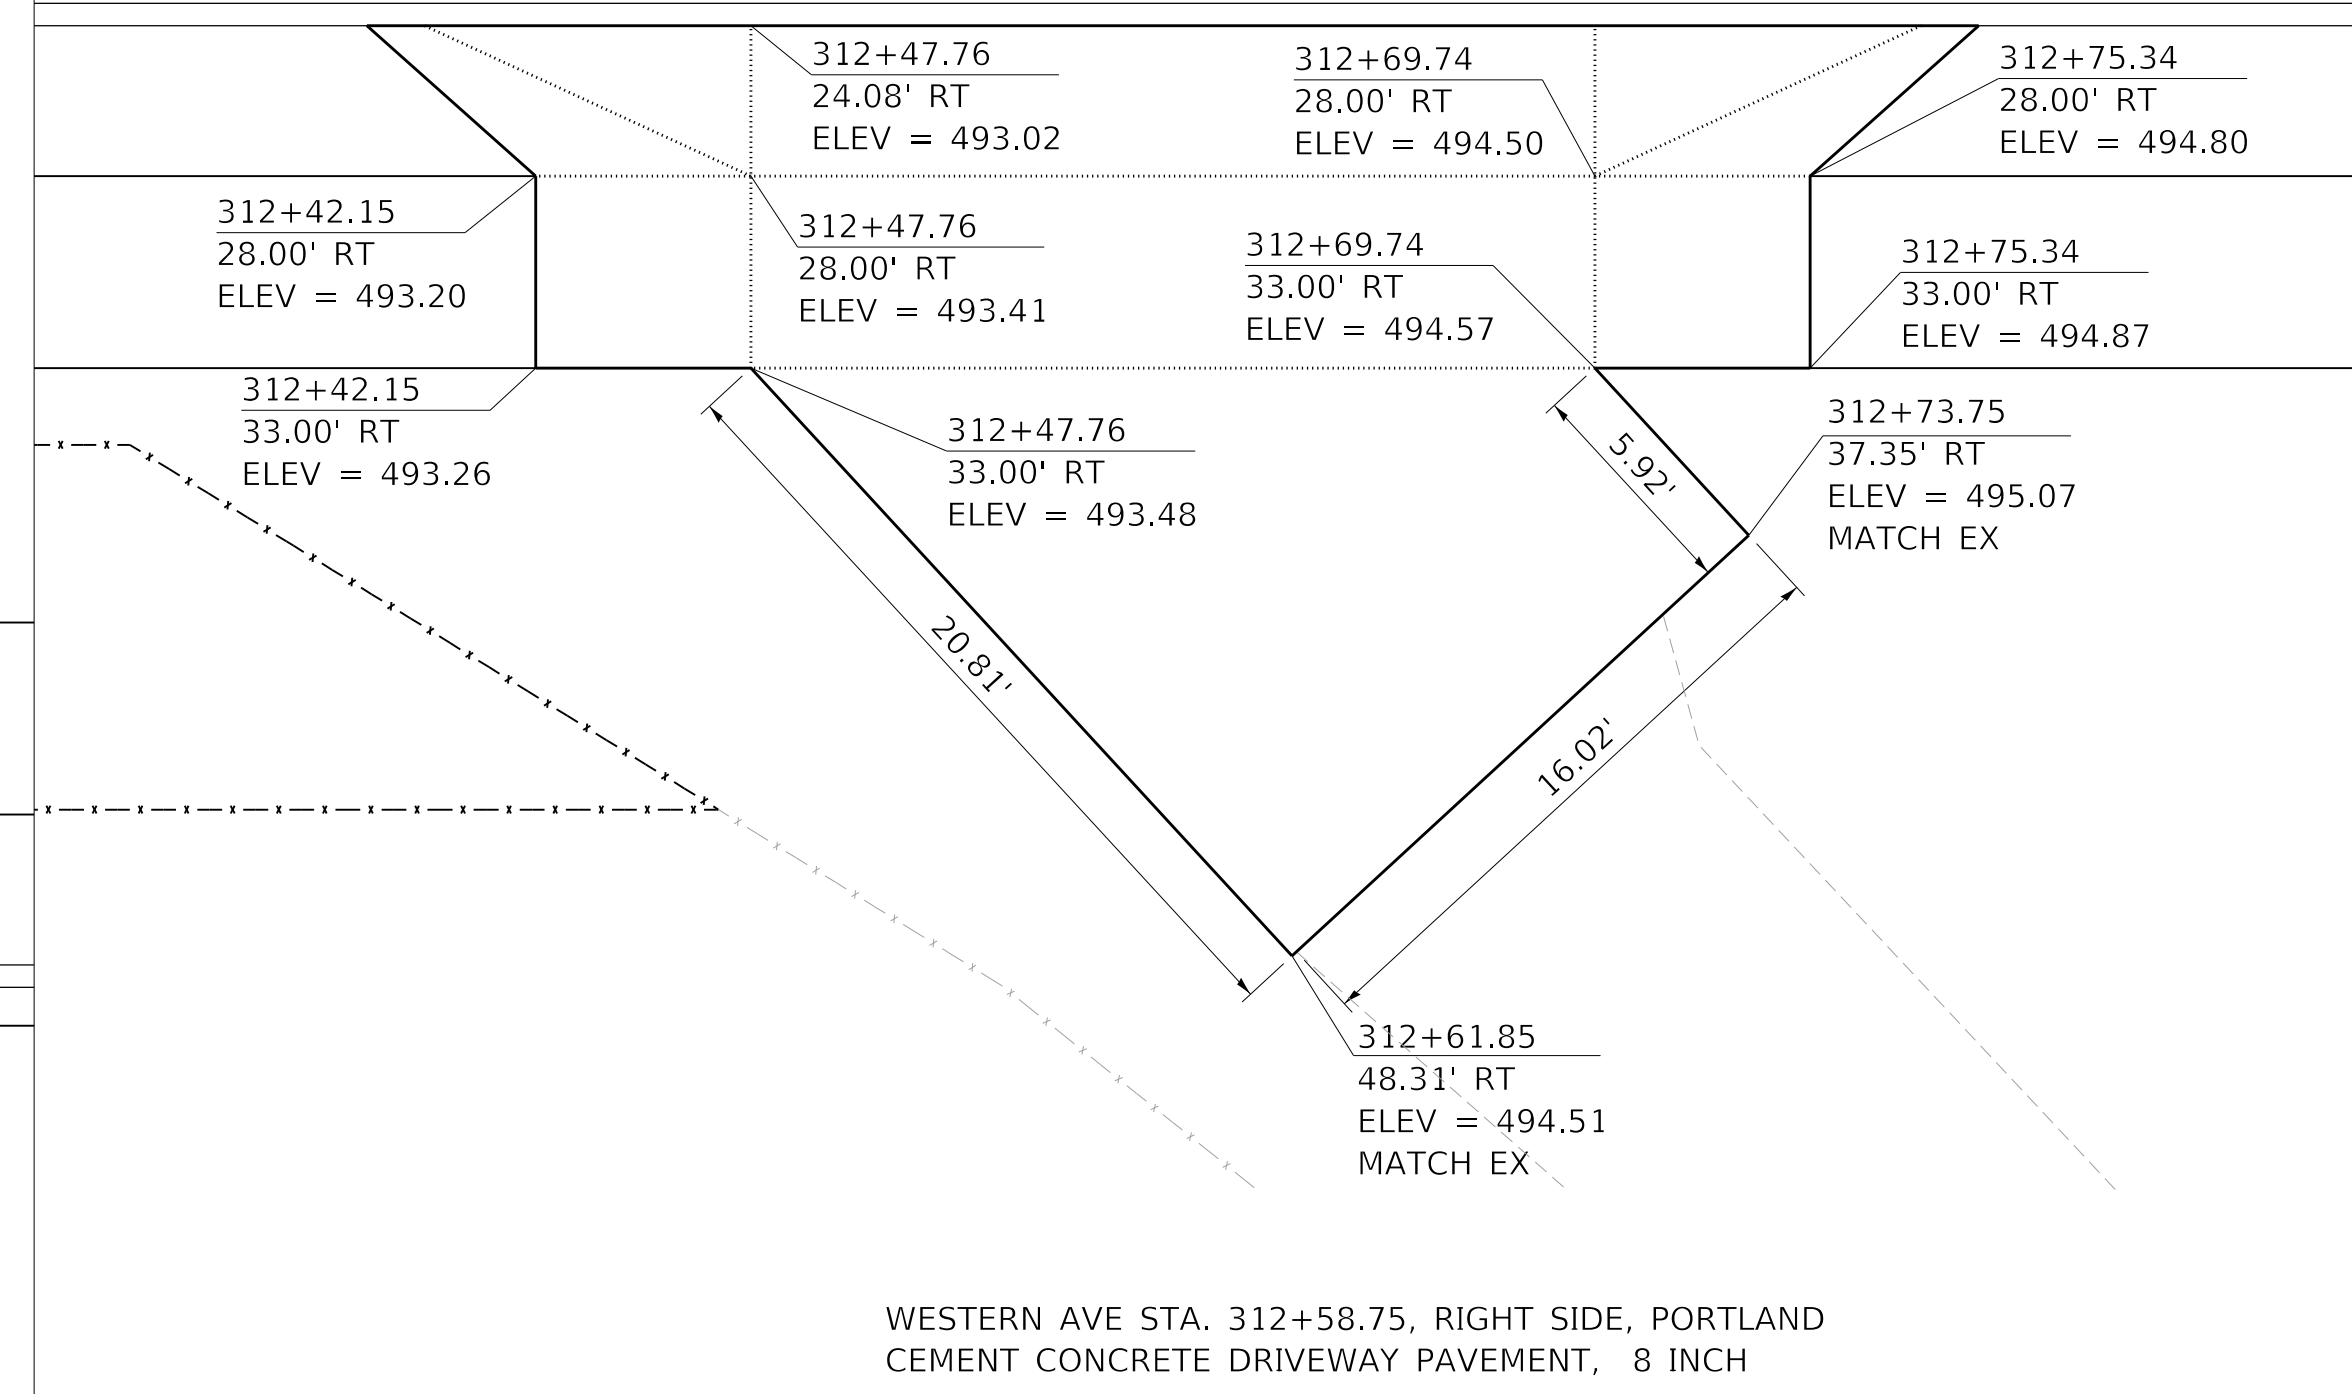 312+47.76
24.08' RT
ELEV = 493.02
312+69.74
28.00' RT
ELEV = 494.50
312+75.34
28.00' RT
ELEV = 494.80
312+42.15
28.00' RT
ELEV = 493.20
312+47.76
28.00' RT
ELEV = 493.41
312+69.74
33.00' RT
ELEV = 494.57
312+75.34
33.00' RT
ELEV = 494.87
312+42.15
33.00' RT
ELEV = 493.26
312+47.76
33.00' RT
ELEV = 493.48
5.92'
312+73.75
37.35' RT
ELEV = 495.07
MATCH EX
20.81'
16.02'
312+61.85
48.31' RT
ELEV = 494.51
MATCH EX
WESTERN AVE STA. 312+58.75, RIGHT SIDE, PORTLAND
CEMENT CONCRETE DRIVEWAY PAVEMENT, 8 INCH